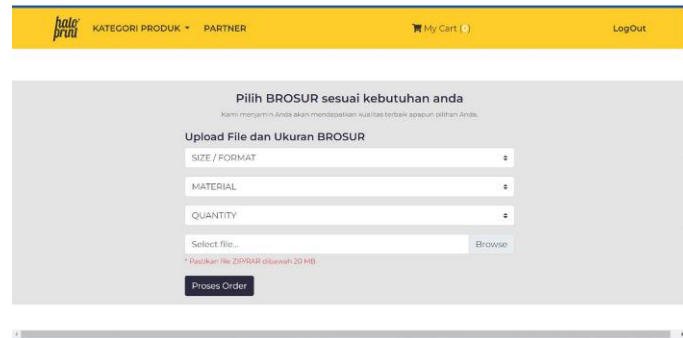 halo print
KATEGORI PRODUK
PARTNER
My Cart ( )
LogOut
Pilih BROSUR sesuai kebutuhan anda
Kami menjamin Anda akan mendapatkan kualitas terbaik apapun pilihan Anda.
Upload File dan Ukuran BROSUR
SIZE / FORMAT
MATERIAL
QUANTITY
Select file...
Browse
* Pastikan file ZIP/RAR dibawah 20 MB
Proses Order